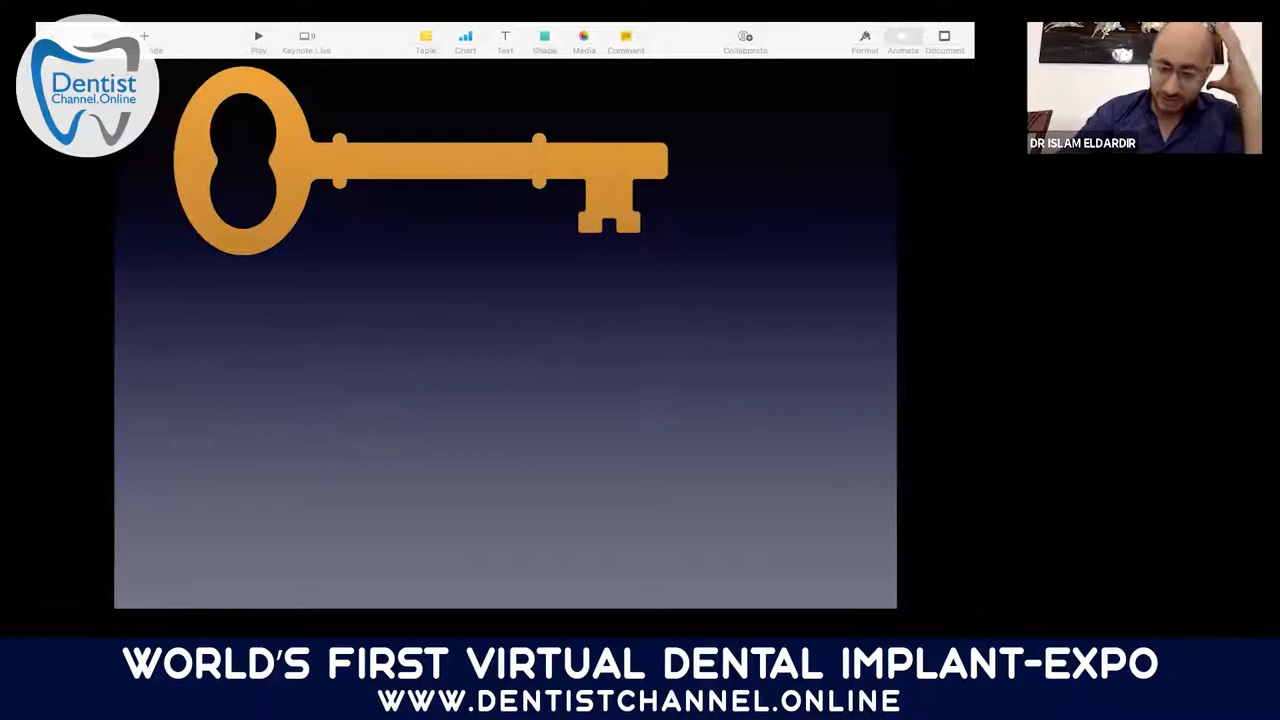 Dentist
Channel.Online
Play
Keynote Live
Table
Chart
Text
Shape
Media
Comment
Collaborate
Format
Animate
Document
DR ISLAM ELDARDIR
WORLD'S FIRST VIRTUAL DENTAL IMPLANT-EXPO
WWW.DENTISTCHANNEL.ONLINE